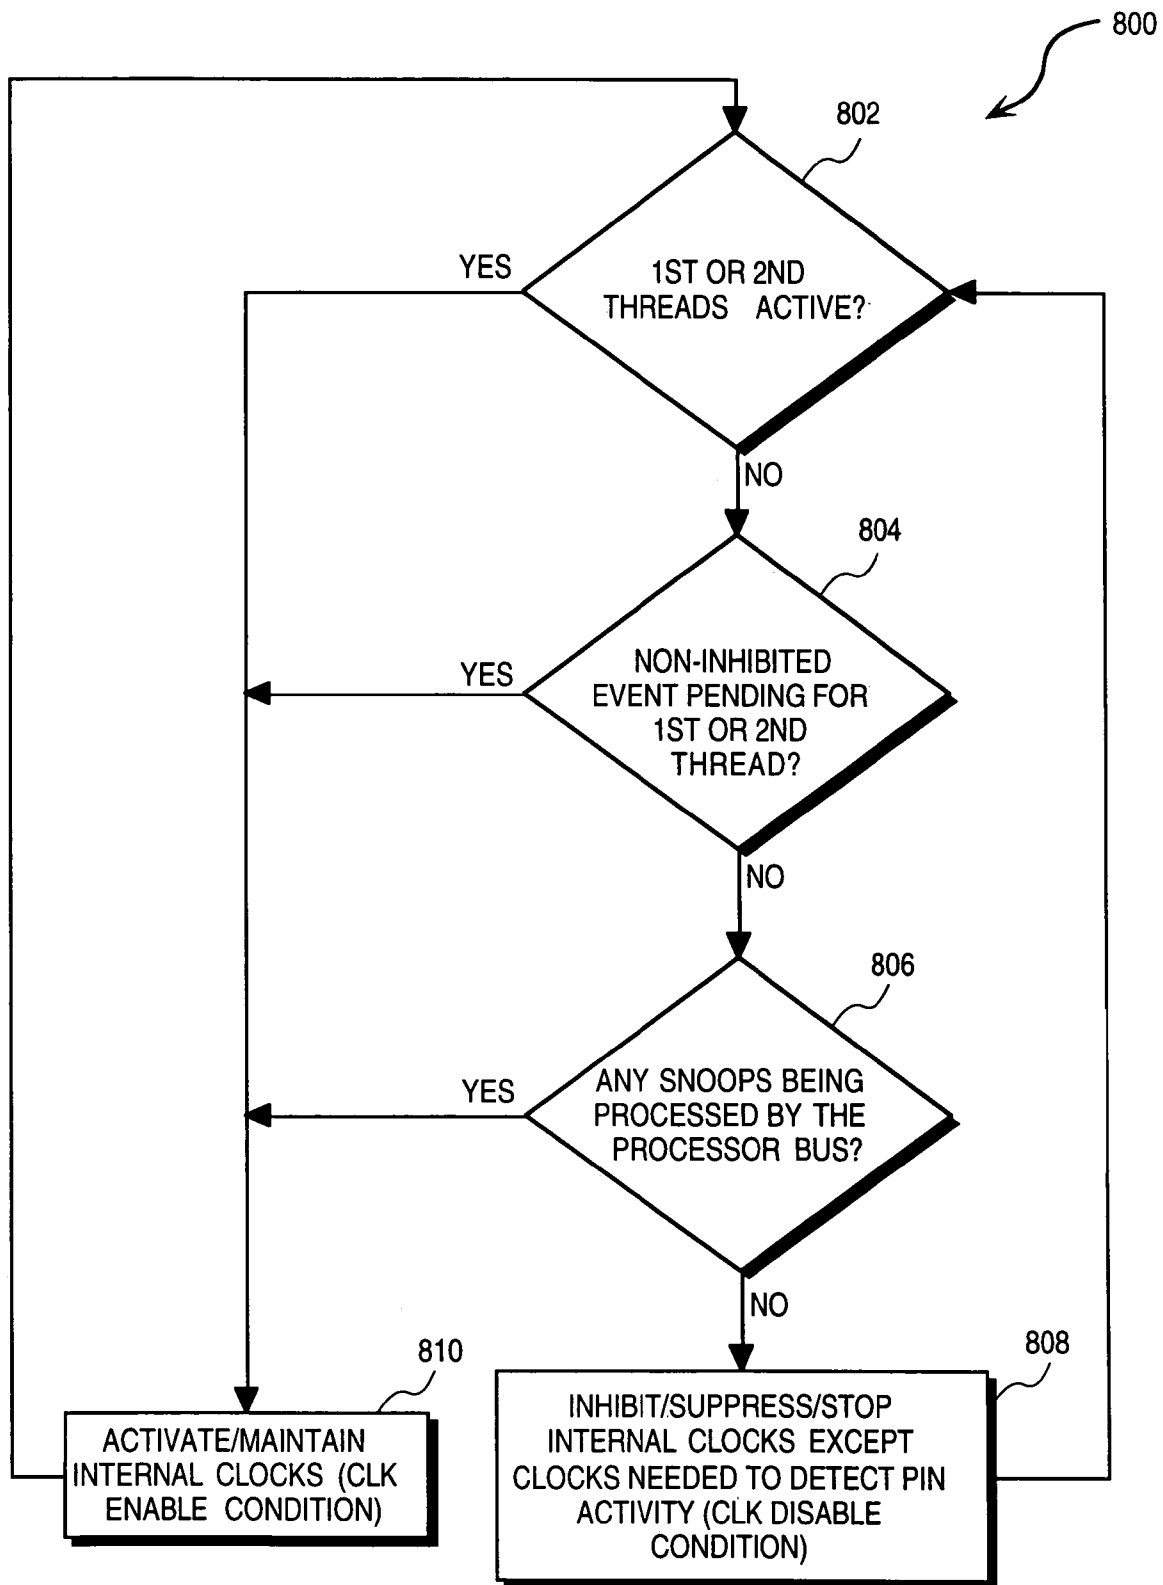 800
802
YES
1ST OR 2ND
THREADS ACTIVE?
NO
804
YES
NON-INHIBITED
EVENT PENDING FOR
1ST OR 2ND
THREAD?
NO
806
YES
ANY SNOOPS BEING
PROCESSED BY THE
PROCESSOR BUS?
NO
810
ACTIVATE/MAINTAIN
INTERNAL CLOCKS (CLK
ENABLE CONDITION)
808
INHIBIT/SUPPRESS/STOP
INTERNAL CLOCKS EXCEPT
CLOCKS NEEDED TO DETECT PIN
ACTIVITY (CLK DISABLE
CONDITION)